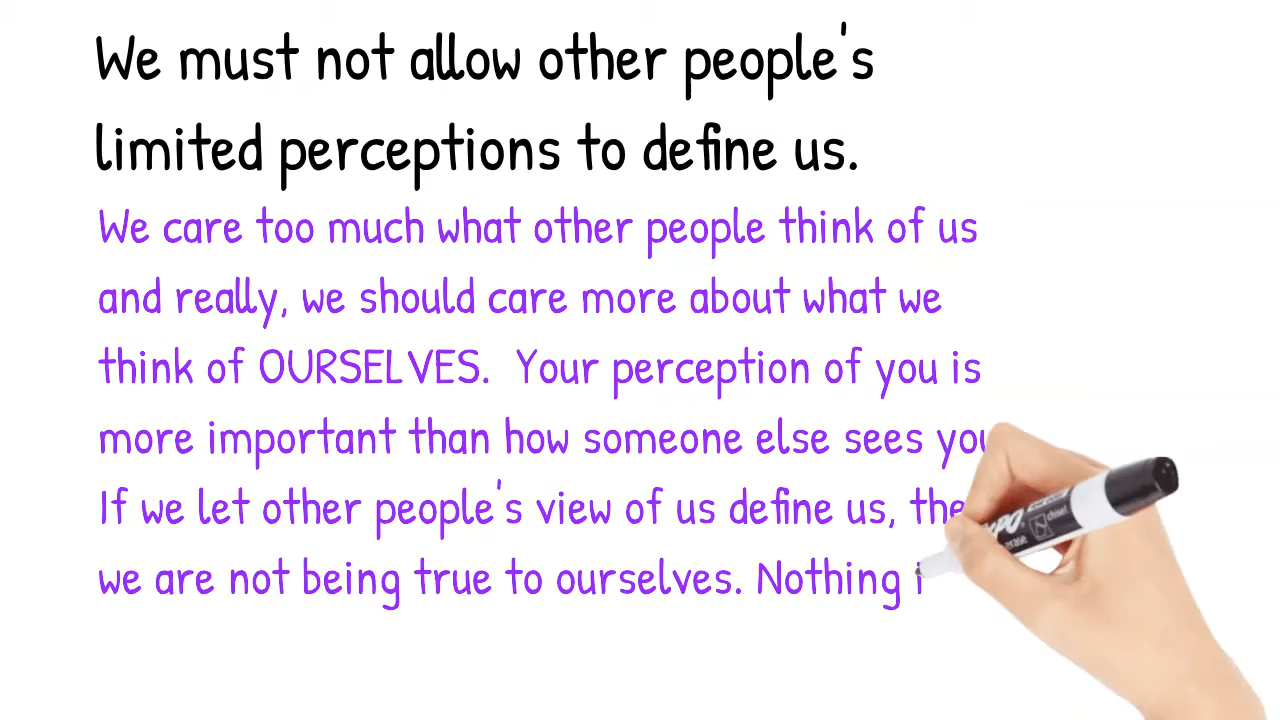 We must not allow other people's
limited perceptions to define us.
We care too much what other people think of us
and really, we should care more about what we
think of OURSELVES. Your perception of you is
more important than how someone else sees you
If we let other people's view of us define us, the
we are not being true to ourselves. Nothing i